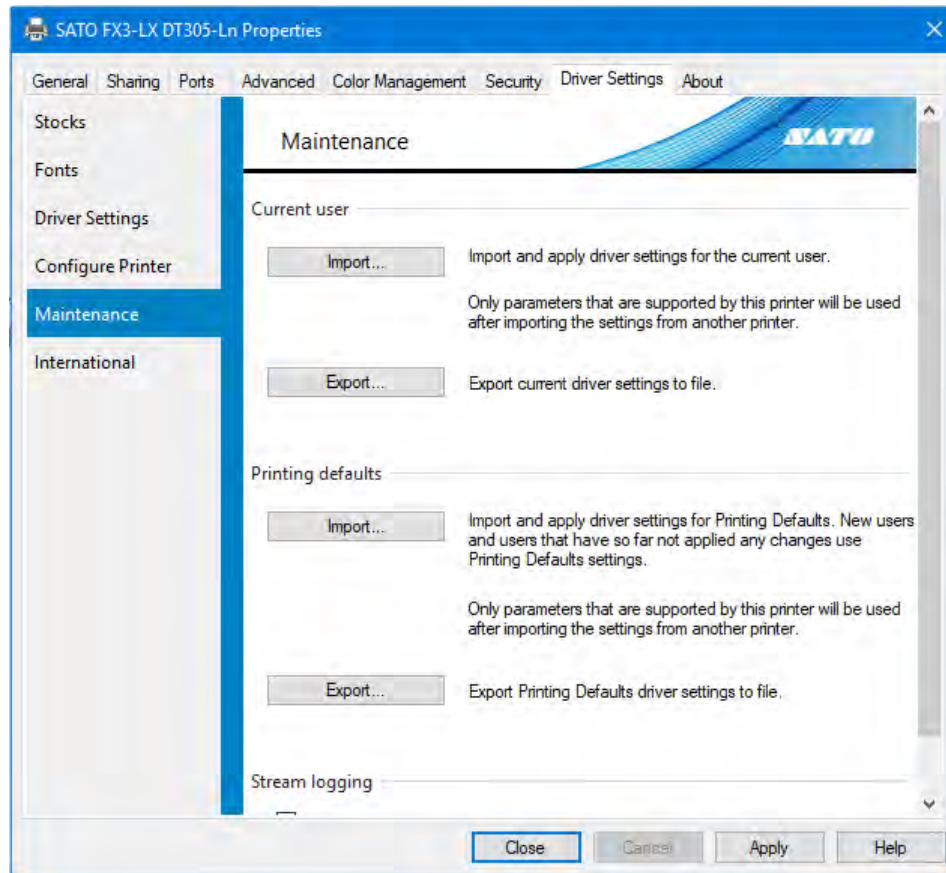 SATO FX3-LX DT305-Ln Properties
General Sharing Ports Advanced Color Management Security Driver Settings About
Stocks
Fonts
Driver Settings
Configure Printer
Maintenance
International
Maintenance
SATO
Current user
Import...
Import and apply driver settings for the current user.
Only parameters that are supported by this printer will be used
after importing the settings from another printer.
Export...
Export current driver settings to file.
Printing defaults
Import...
Import and apply driver settings for Printing Defaults. New users
and users that have so far not applied any changes use
Printing Defaults settings.
Only parameters that are supported by this printer will be used
after importing the settings from another printer.
Export...
Export Printing Defaults driver settings to file.
Stream logging
Close Cancel Apply Help